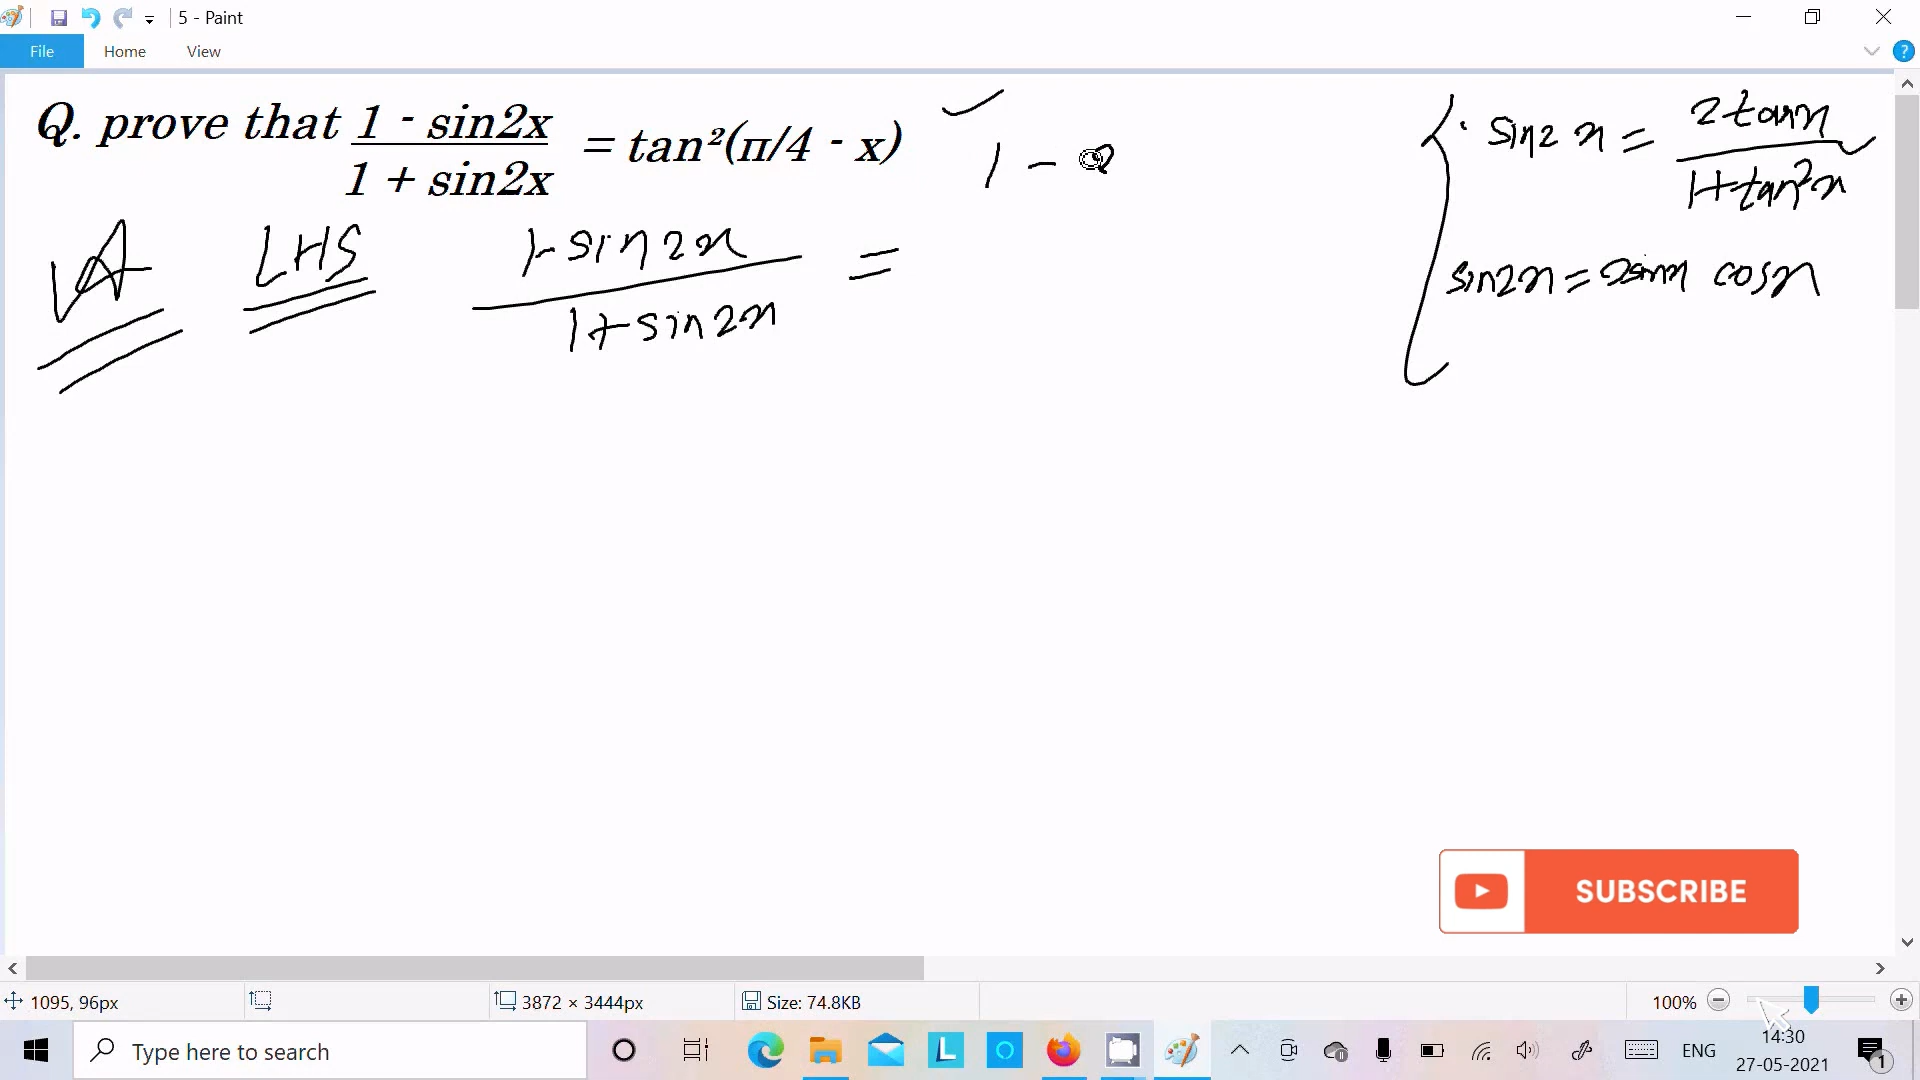 5 - Paint
File Home View
Q. prove that 1 - sin2x / 1 + sin2x = tan²(π/4 - x)
1 -
sin2x = 2tanx / 1+tan²x
sin2x = 2sinx cosx
A LHS 1-sin2x / 1+sin2x =
SUBSCRIBE
1095, 96px 3872 × 3444px Size: 74.8KB 100%
Type here to search
ENG
14:30
27-05-2021
1